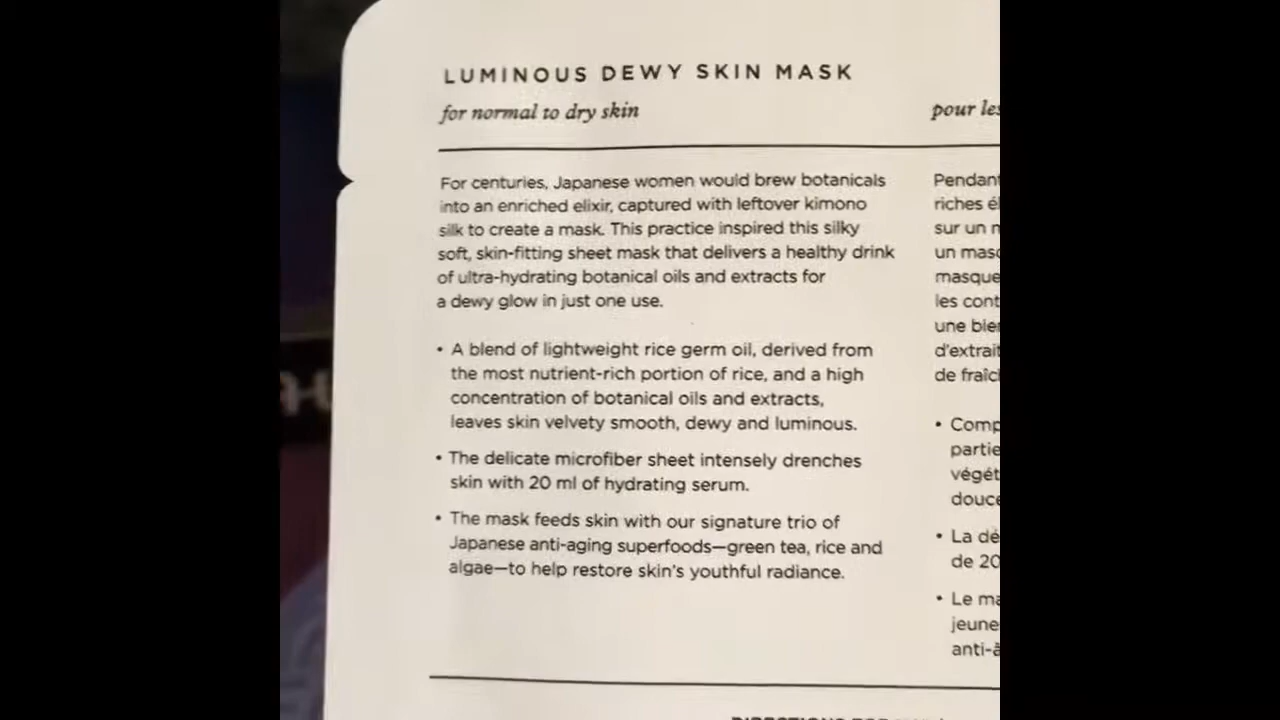 LUMINOUS DEWY SKIN MASK
for normal to dry skin
For centuries, Japanese women would brew botanicals
into an enriched elixir, captured with leftover kimono
silk to create a mask. This practice inspired this silky
soft, skin-fitting sheet mask that delivers a healthy drink
of ultra-hydrating botanical oils and extracts for
a dewy glow in just one use.
• A blend of lightweight rice germ oil, derived from
the most nutrient-rich portion of rice, and a high
concentration of botanical oils and extracts,
leaves skin velvety smooth, dewy and luminous.
• The delicate microfiber sheet intensely drenches
skin with 20 ml of hydrating serum.
• The mask feeds skin with our signature trio of
Japanese anti-aging superfoods—green tea, rice and
algae—to help restore skin's youthful radiance.
pour les
Pendant
riches
sur un
un
masque
les
une
de
•
• La
de 20
• Le